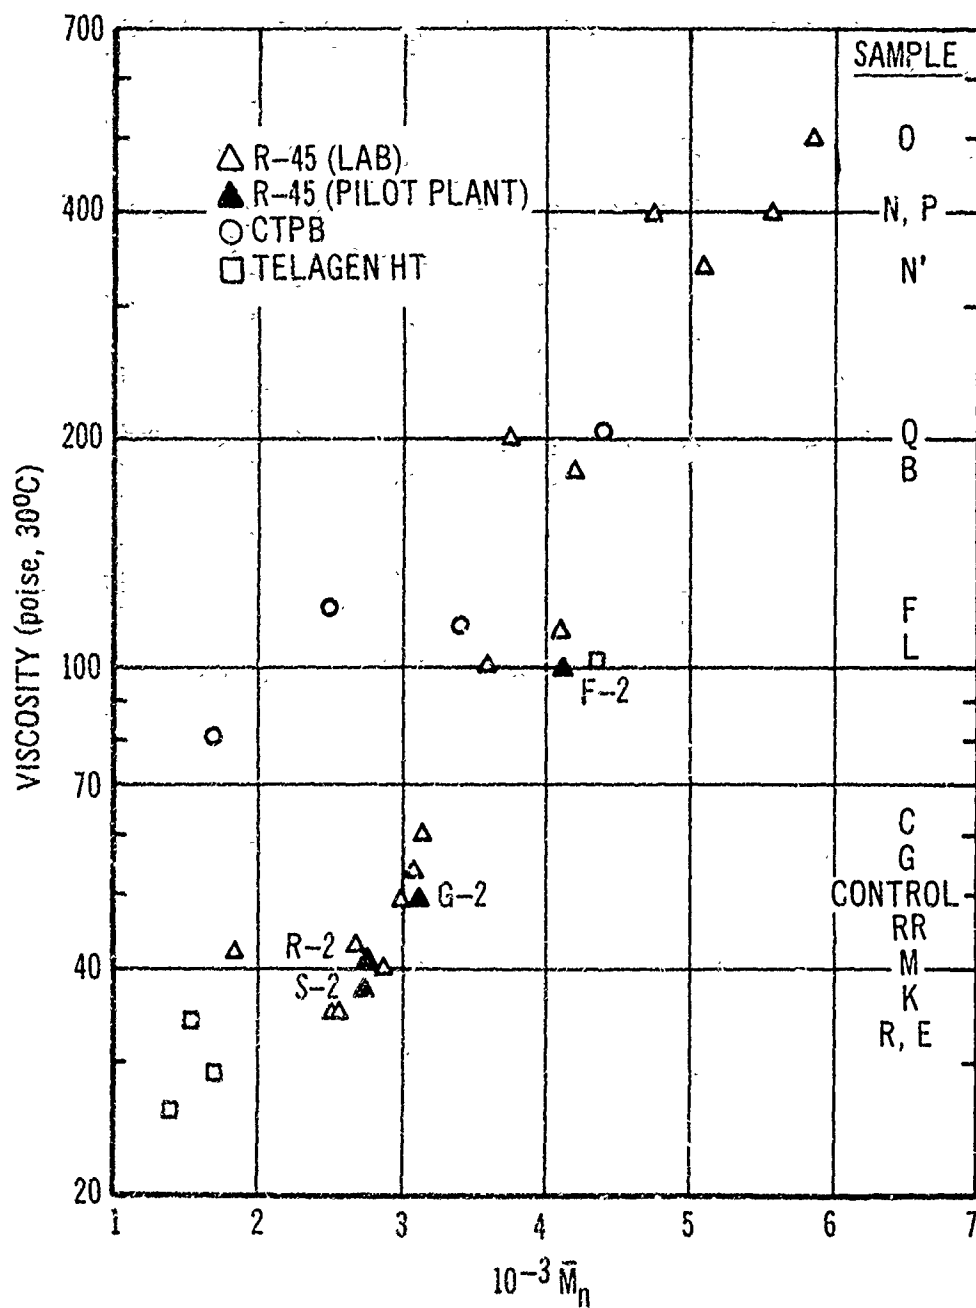 700
SAMPLE
O
△ R-45 (LAB)
▲ R-45 (PILOT PLANT)
○ CTPB
□ TELAGEN HT
400
N, P
N'
200
Q
B
VISCOSITY (poise, 30°C)
F
L
100
F-2
70
C
G
G-2
CONTROL
RR
R-2
40
M
S-2
K
R, E
20
1 2 3 4 5 6 7
10⁻³ M̄n